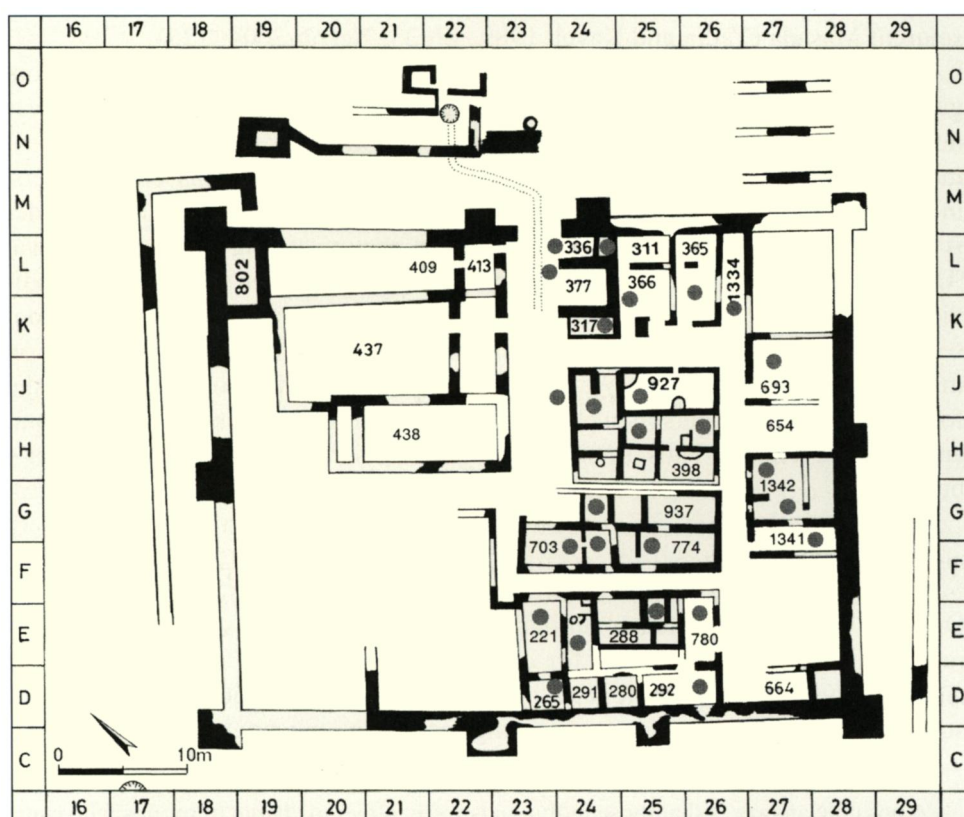 16 17 18 19 20 21 22 23 24 25 26 27 28 29
O O
N N
M M
L 802 409 413 336 311 365 1334 L
377 366
K 317 K
437
J 927 693 J
438 654
H 398 H
1342
G 937 G
703 774 1341
F F
E 221 288 780 E
D 265 291 280 292 664 D
C 0 10m C
16 17 18 19 20 21 22 23 24 25 26 27 28 29